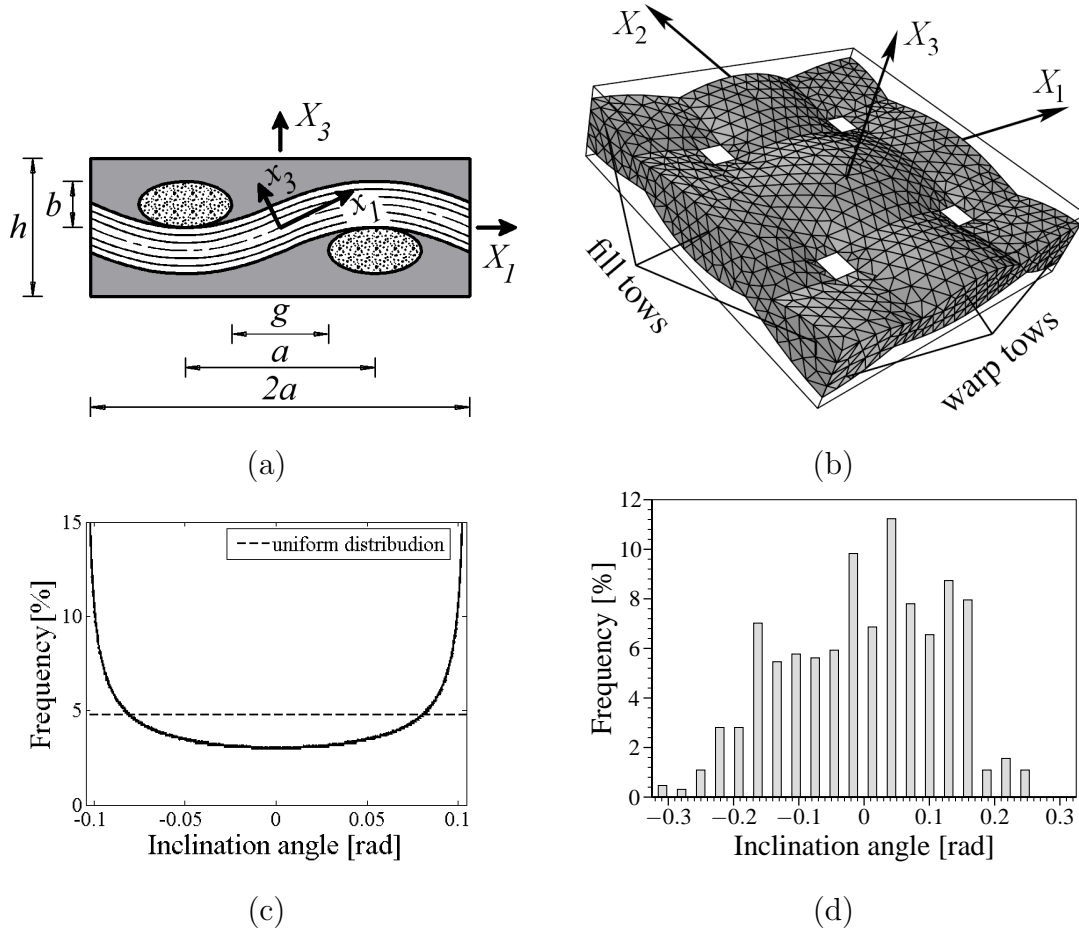 X3
x3
x1
b
h
X1
g
a
2a
(a)
X2
X3
X1
fill tows
warp tows
(b)
15
10
5
0
Frequency [%]
uniform distribudion
-0.1
-0.05
0
0.05
0.1
Inclination angle [rad]
(c)
12
10
8
6
4
2
0
Frequency [%]
−0.3
−0.2
−0.1
0
0.1
0.2
0.3
Inclination angle [rad]
(d)